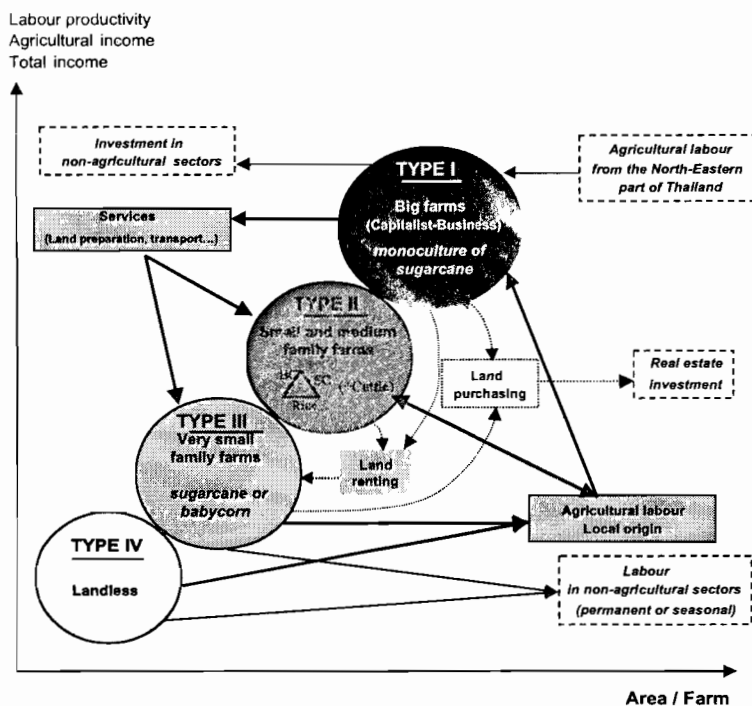 Labour productivity
Agricultural income
Total income
Investment in
non-agricultural sectors
TYPE I
Big farms
(Capitalist-Business)
monoculture of
sugarcane
Agricultural labour
from the North-Eastern
part of Thailand
Services
(Land preparation, transport...)
TYPE II
Small and medium
family farms
SC
Rice
Cattle)
Land
purchasing
Real estate
investment
TYPE III
Very small
family farms
sugarcane or
babycorn
Land
renting
Agricultural labour
Local origin
TYPE IV
Landless
Labour
in non-agricultural sectors
(permanent or seasonal)
Area / Farm